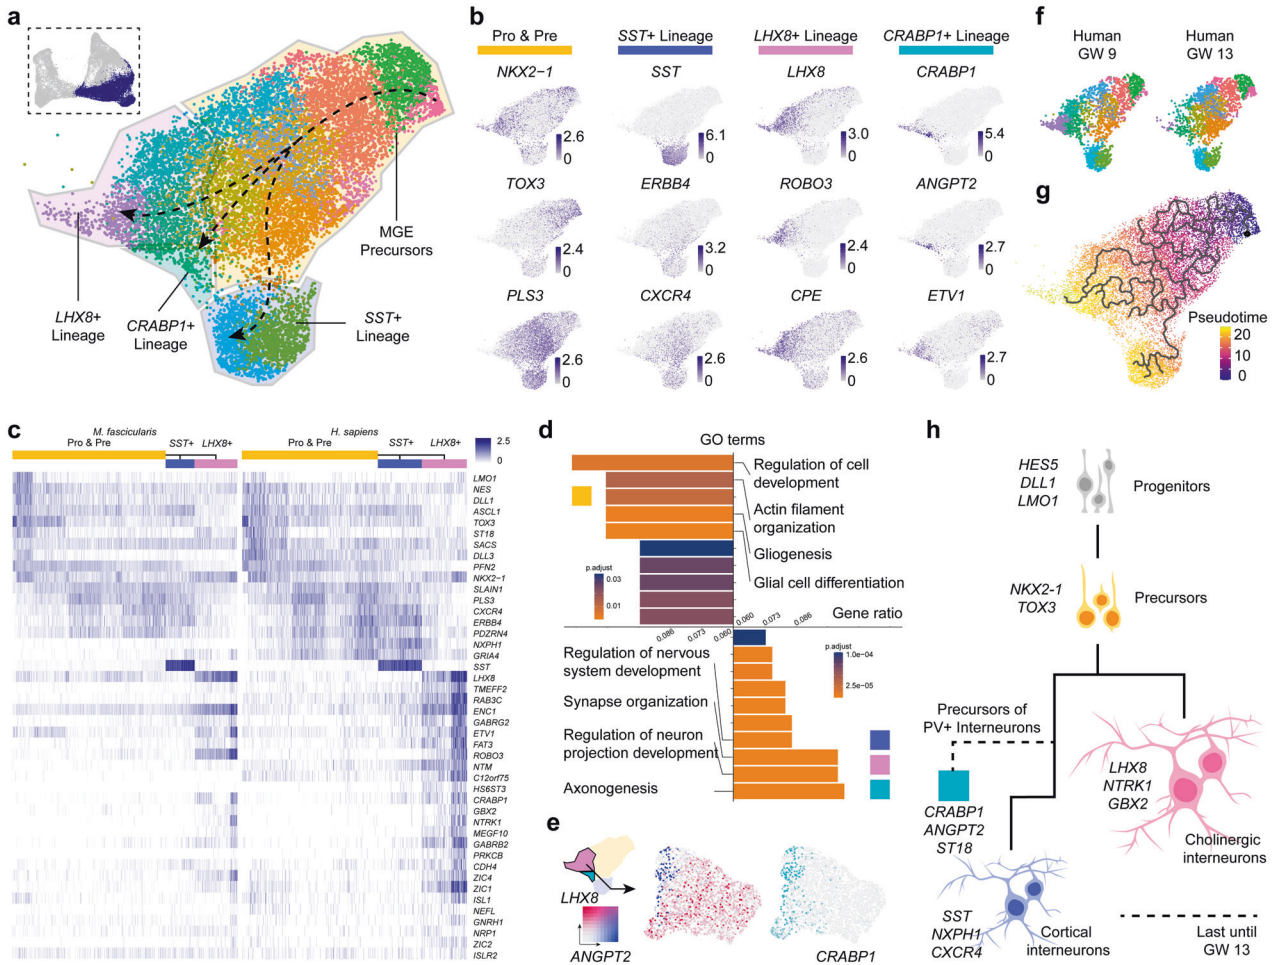 a
MGE
Precursors
LHX8+
Lineage
CRABP1+
Lineage
SST+
Lineage
b
Pro & Pre
SST+ Lineage
LHX8+ Lineage
CRABP1+ Lineage
NKX2−1
SST
LHX8
CRABP1
2.6
0
6.1
0
3.0
0
5.4
0
TOX3
ERBB4
ROBO3
ANGPT2
2.4
0
3.2
0
2.4
0
2.7
0
PLS3
CXCR4
CPE
ETV1
2.6
0
2.6
0
2.6
0
2.7
0
f
Human
GW 9
Human
GW 13
g
Pseudotime
20
10
0
c
M. fascicularis
Pro & Pre
SST+
LHX8+
H. sapiens
Pro & Pre
SST+
LHX8+
2.5
0
LMO1
NES
DLL1
ASCL1
TOX3
ST18
SACS
DLL3
PFN2
NKX2−1
SLAIN1
PLS3
CXCR4
ERBB4
PDZRN4
NXPH1
GRIA4
SST
LHX8
TMEFF2
RAB3C
ENC1
GABRG2
ETV1
FAT3
ROBO3
NTM
C12orf75
HS6ST3
CRABP1
GBX2
NTRK1
MEGF10
GABRB2
PRKCB
CDH4
ZIC4
ZIC1
ISL1
NEFL
GNRH1
NRP1
ZIC2
ISLR2
d
GO terms
Regulation of cell
development
Actin filament
organization
Gliogenesis
Glial cell differentiation
p.adjust
0.03
0.01
Gene ratio
0.086
0.073
0.060
0.060
0.073
0.086
p.adjust
1.0e−04
2.5e−05
Regulation of nervous
system development
Synapse organization
Regulation of neuron
projection development
Axonogenesis
e
LHX8
ANGPT2
CRABP1
h
HES5
DLL1
LMO1
Progenitors
NKX2-1
TOX3
Precursors
Precursors of
PV+ Interneurons
CRABP1
ANGPT2
ST18
LHX8
NTRK1
GBX2
Cholinergic
interneurons
SST
NXPH1
CXCR4
Cortical
interneurons
Last until
GW 13